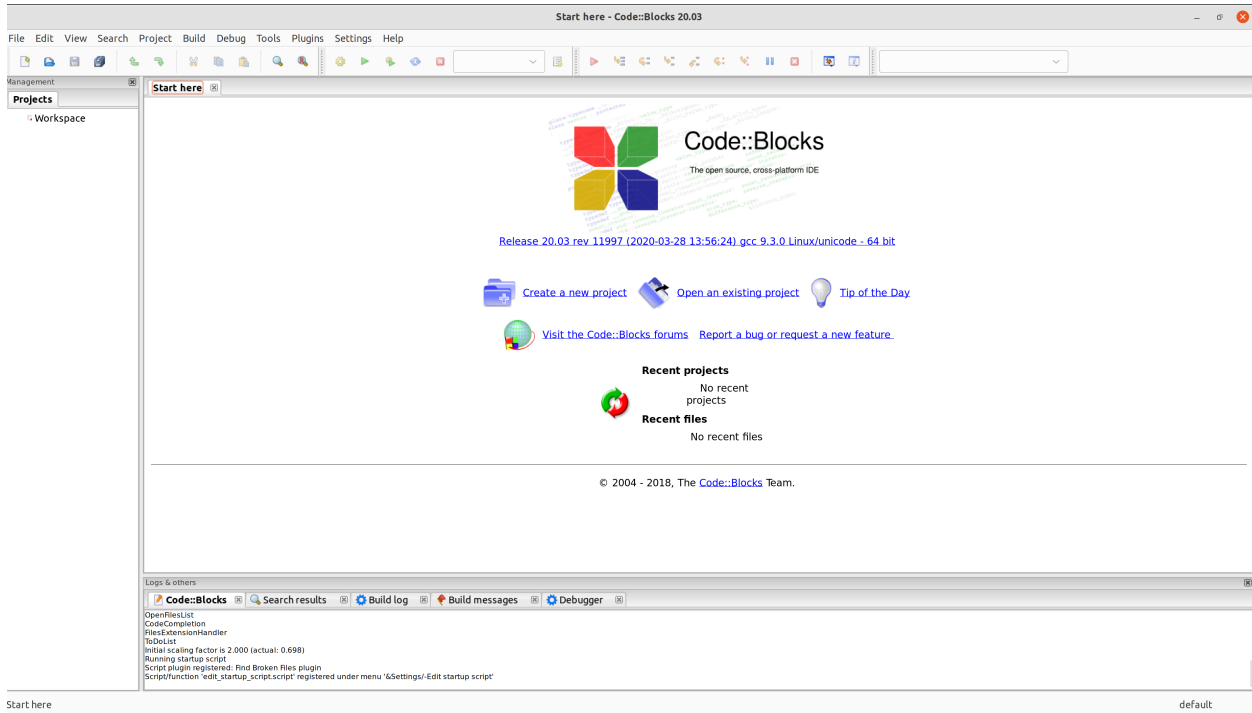 Start here - Code::Blocks 20.03
File Edit View Search Project Build Debug Tools Plugins Settings Help
Management
Projects
Workspace
Start here
Code::Blocks
The open source, cross-platform IDE
Release 20.03 rev 11997 (2020-03-28 13:56:24) gcc 9.3.0 Linux/unicode - 64 bit
Create a new project Open an existing project Tip of the Day
Visit the Code::Blocks forums Report a bug or request a new feature
Recent projects
No recent
projects
Recent files
No recent files
© 2004 - 2018, The Code::Blocks Team.
Logs & others
Code::Blocks Search results Build log Build messages Debugger
OpenFilesList
CodeCompletion
FilesExtensionHandler
ToDoList
Initial scaling factor is 2.000 (actual: 0.698)
Running startup script
Script plugin registered: Find Broken Files plugin
Script/function 'edit_startup_script.script' registered under menu '&Settings/-Edit startup script'
Start here default